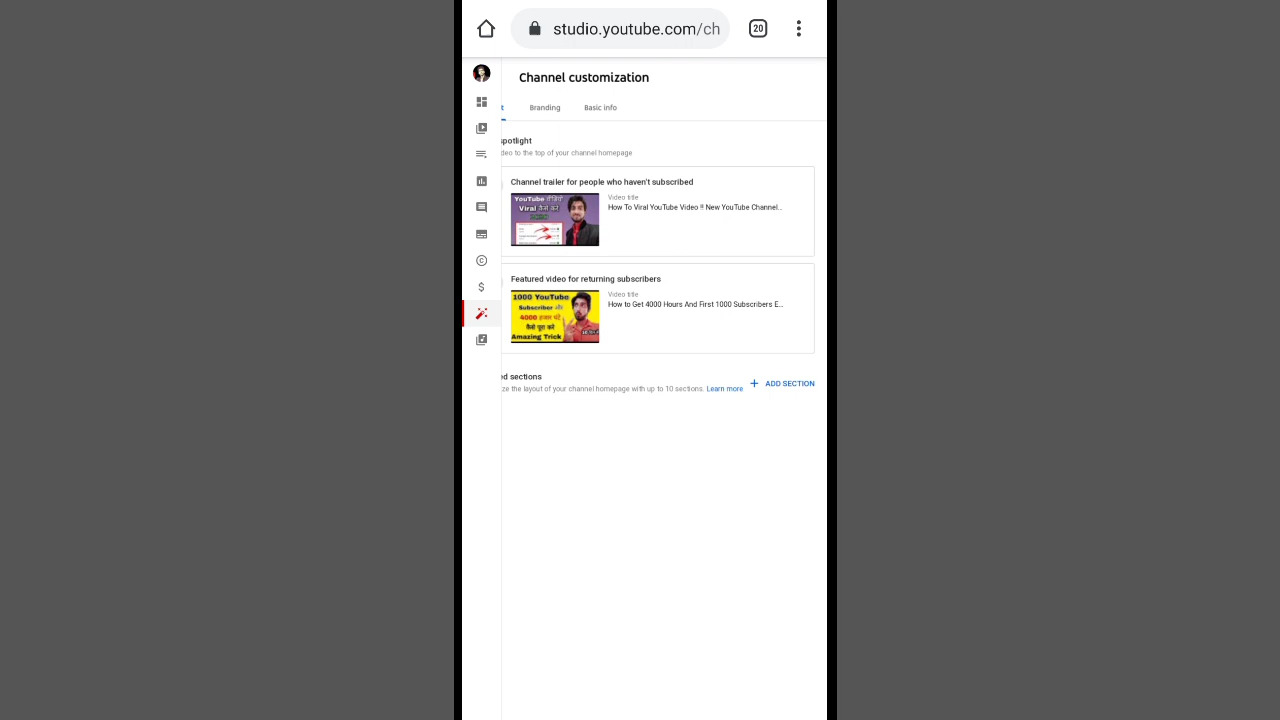 studio.youtube.com/ch
20
Channel customization
t Branding Basic info
spotlight
deo to the top of your channel homepage
Channel trailer for people who haven't subscribed
YouTube वीडियो
Viral कैसे करें
Video title
How To Viral YouTube Video !! New YouTube Channel...
Featured video for returning subscribers
1000 YouTube
Subscriber और
4000 हजार घंटे
कैसे पूरा करें
Amazing Trick
Video title
How to Get 4000 Hours And First 1000 Subscribers E...
ed sections
ze the layout of your channel homepage with up to 10 sections. Learn more
+ ADD SECTION